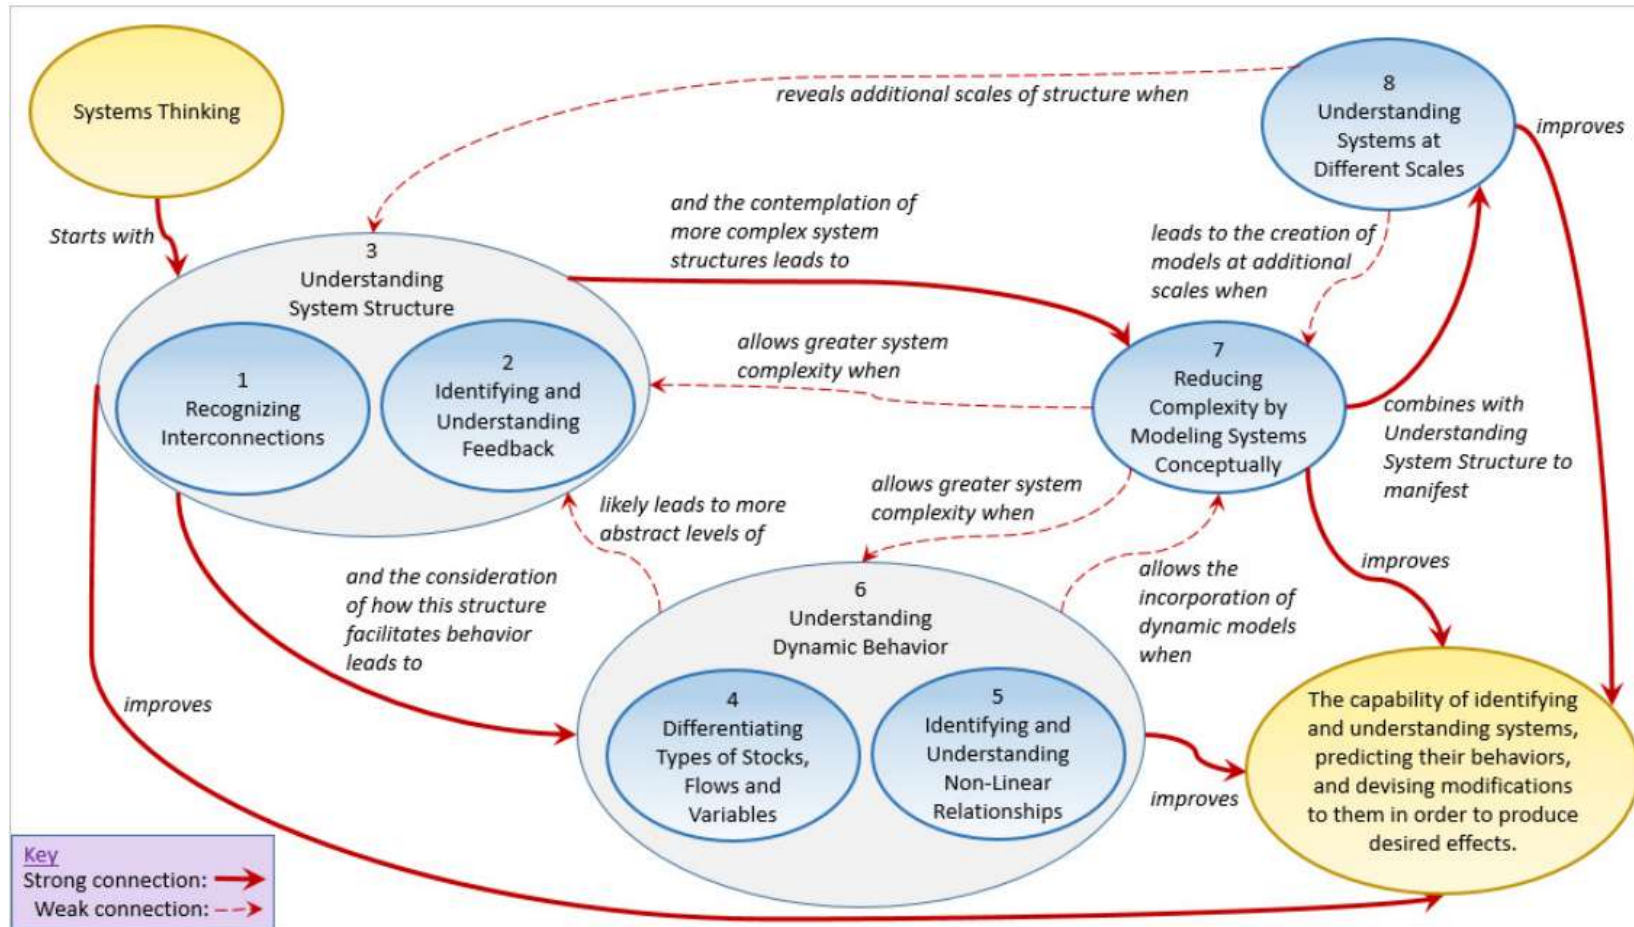 Systems Thinking
Starts with
3
Understanding
System Structure
1
Recognizing
Interconnections
2
Identifying and
Understanding
Feedback
reveals additional scales of structure when
8
Understanding
Systems at
Different Scales
improves
and the contemplation of
more complex system
structures leads to
leads to the creation of
models at additional
scales when
allows greater system
complexity when
7
Reducing
Complexity by
Modeling Systems
Conceptually
combines with
Understanding
System Structure to
manifest
likely leads to more
abstract levels of
allows greater system
complexity when
and the consideration
of how this structure
facilitates behavior
leads to
improves
6
Understanding
Dynamic Behavior
4
Differentiating
Types of Stocks,
Flows and
Variables
5
Identifying and
Understanding
Non-Linear
Relationships
allows the
incorporation of
dynamic models
when
improves
improves
The capability of identifying
and understanding systems,
predicting their behaviors,
and devising modifications
to them in order to produce
desired effects.
Key
Strong connection:
Weak connection: